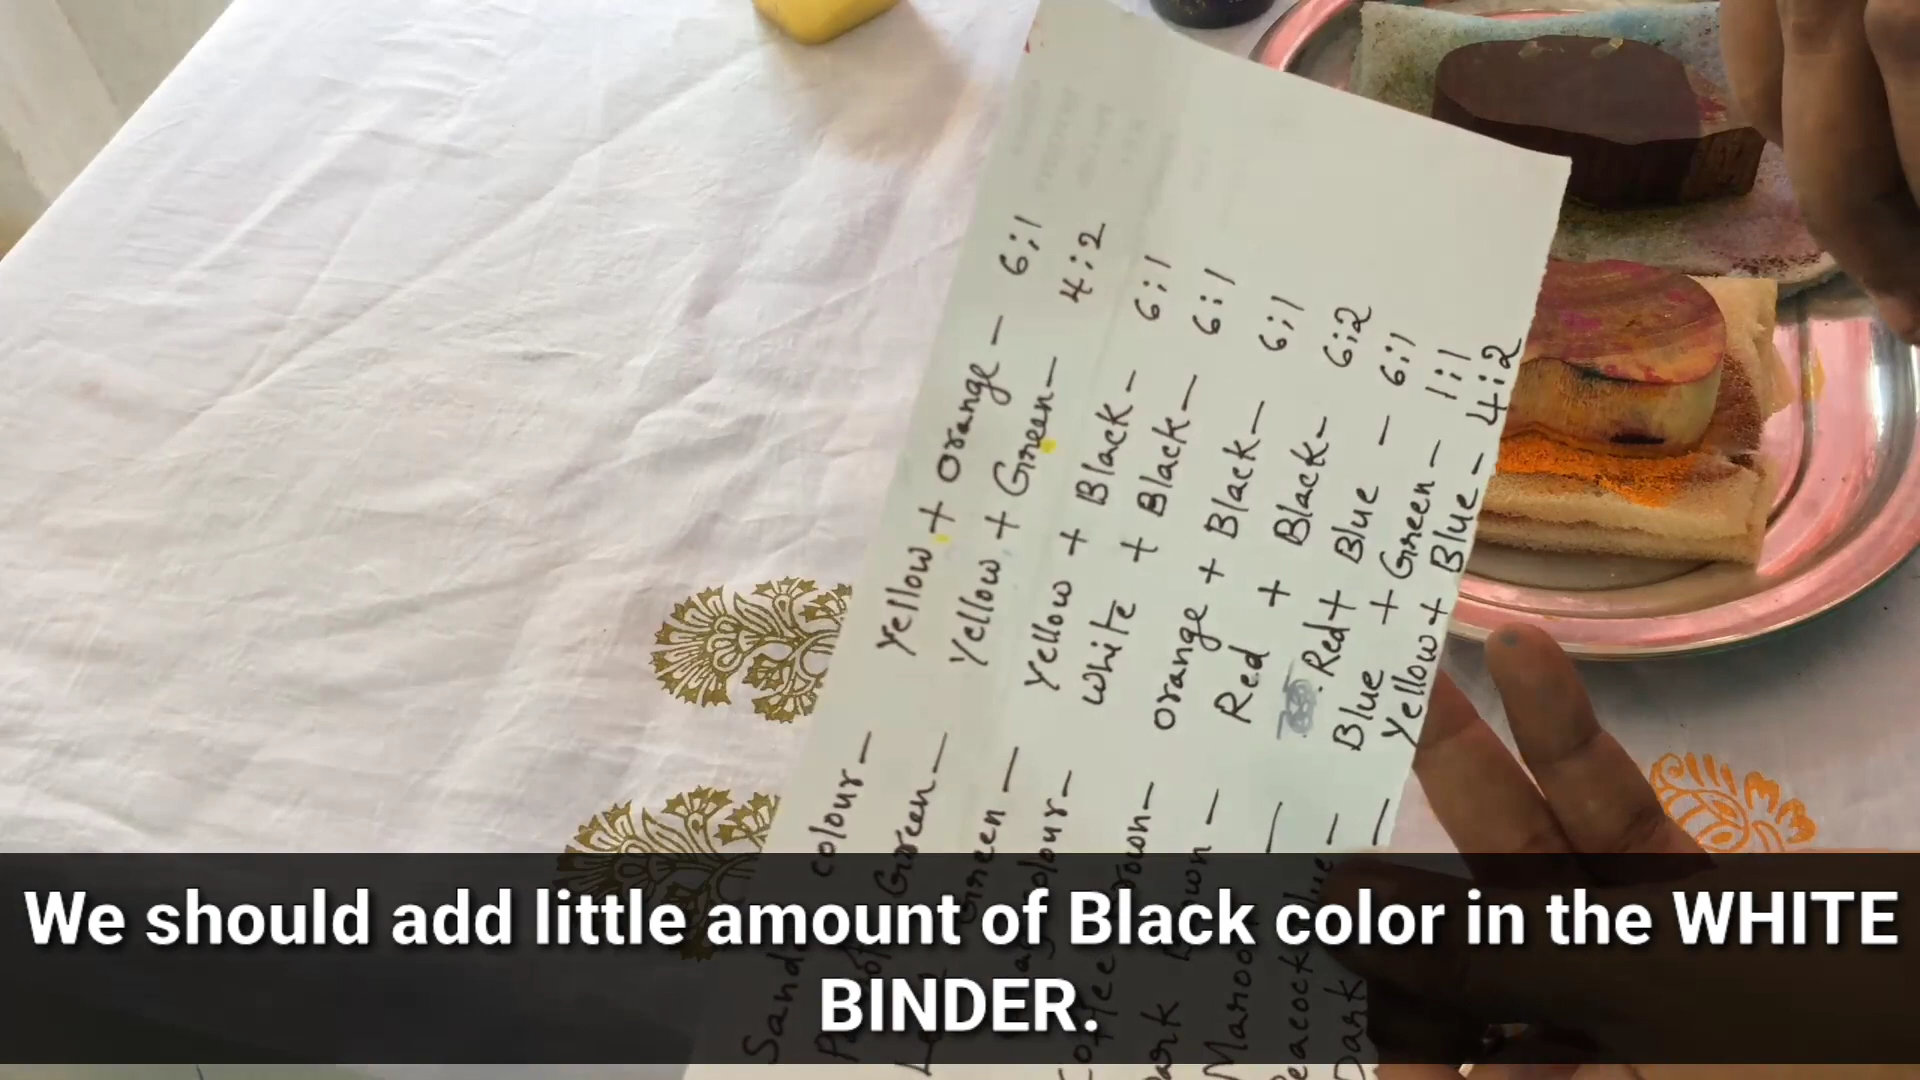 Sand colour- Yellow + orange - 6:1
Parrot Green- Yellow + Green- 4:2
Green - Yellow + Black- 6:1
colour- White + Black- 6:1
Coffee Brown- orange + Black- 6:1
Dark Brown - Red + Black- 6:2
Maroon - Red + Blue - 6:1
Peacock Blue - Blue + Green - 1:1
Dark - Yellow + Blue - 4:2
We should add little amount of Black color in the WHITE
BINDER.